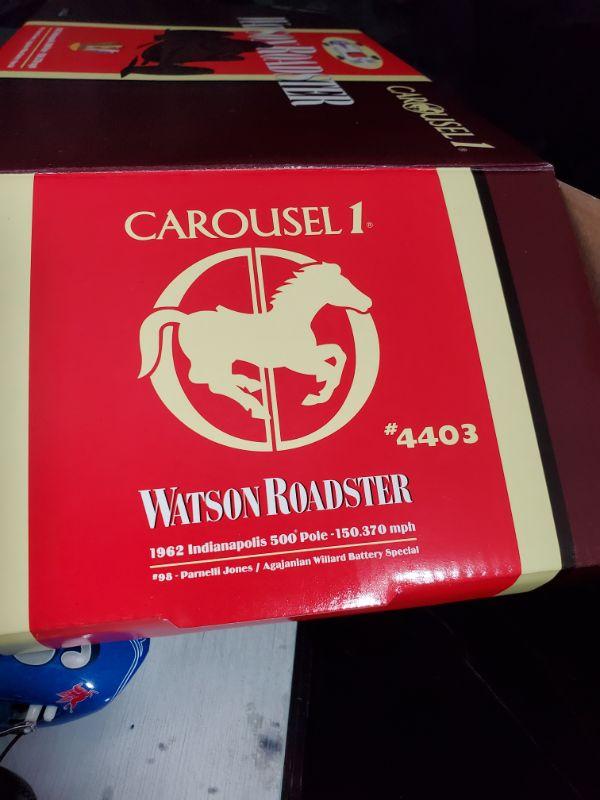 WATSON ROADSTER
CAROUSEL 1®
CAROUSEL 1®
#4403
WATSON ROADSTER
1962 Indianapolis 500® Pole - 150.370 mph
#98 - Parnelli Jones / Agajanian Willard Battery Special